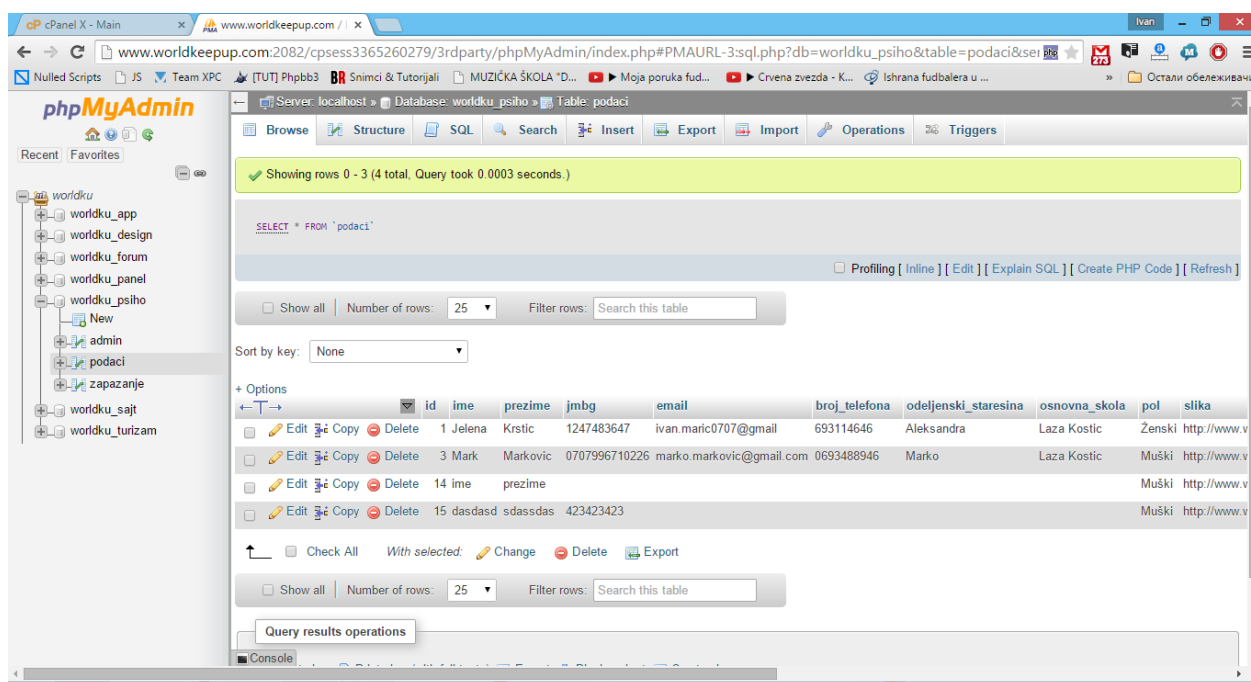 cPanel X - Main
www.worldkeepup.com / l
Ivan
www.worldkeepup.com:2082/cpsess3365260279/3rdparty/phpMyAdmin/index.php#PMAURL-3:sql.php?db=worldku_psiho&table=podaci&ser
php
273
Nulled Scripts JS Team XPC [TUT] Phpbb3 BR Snimci & Tutorijali MUZIČKA ŠKOLA "D... ► Moja poruka fud... ► Crvena zvezda - K... Ishrana fudbalera u ... » Остали обележивачи
phpMyAdmin
Recent Favorites
worldku
worldku_app
worldku_design
worldku_forum
worldku_panel
worldku_psiho
New
admin
podaci
zapazanje
worldku_sajt
worldku_turizam
Server: localhost » Database: worldku_psiho » Table: podaci
Browse Structure SQL Search Insert Export Import Operations Triggers
Showing rows 0 - 3 (4 total, Query took 0.0003 seconds.)
SELECT * FROM `podaci`
Profiling [ Inline ] [ Edit ] [ Explain SQL ] [ Create PHP Code ] [ Refresh ]
Show all Number of rows: 25 Filter rows: Search this table
Sort by key: None
+ Options
←T→ id ime prezime jmbg email broj_telefona odeljenski_staresina osnovna_skola pol slika
Edit Copy Delete 1 Jelena Krstic 1247483647 ivan.maric0707@gmail 693114646 Aleksandra Laza Kostic Ženski http://www.v
Edit Copy Delete 3 Mark Markovic 0707996710226 marko.markovic@gmail.com 0693488946 Marko Laza Kostic Muški http://www.v
Edit Copy Delete 14 ime prezime Muški http://www.v
Edit Copy Delete 15 dasdasd sdassdas 423423423 Muški http://www.v
Check All With selected: Change Delete Export
Show all Number of rows: 25 Filter rows: Search this table
Query results operations
Console